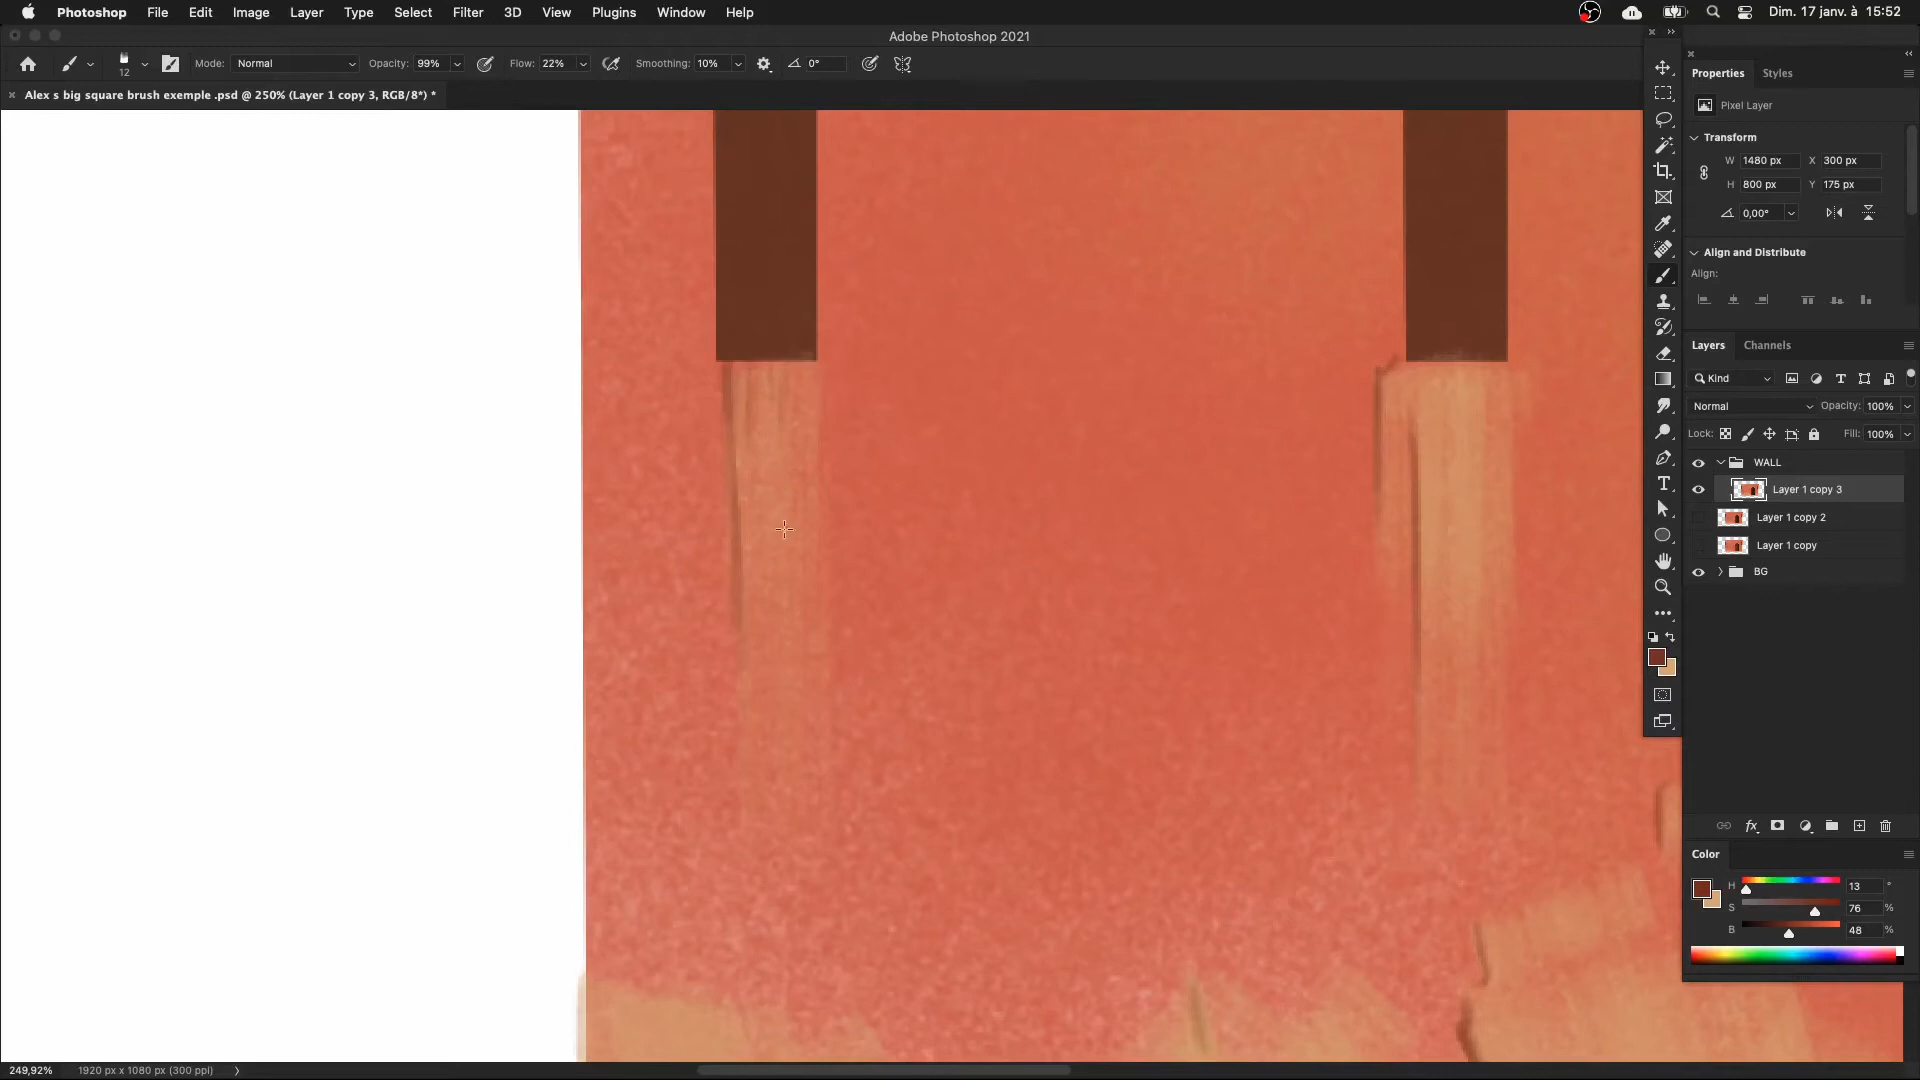 Photoshop File Edit Image Layer Type Select Filter 3D View Plugins Window Help Dim. 17 janv. à 15:52
Adobe Photoshop 2021
12 Mode: Normal Opacity: 99% Flow: 22% Smoothing: 10% 0°
Alex s big square brush exemple .psd @ 250% (Layer 1 copy 3, RGB/8*) *
Properties Styles
Pixel Layer
Transform
W 1480 px X 300 px
H 800 px Y 175 px
0,00°
Align and Distribute
Align:
Layers Channels
Kind
Normal Opacity: 100%
Lock: Fill: 100%
WALL
Layer 1 copy 3
Layer 1 copy 2
Layer 1 copy
BG
fx
Color
H 13 °
S 76 %
B 48 %
249,92% 1920 px x 1080 px (300 ppi)